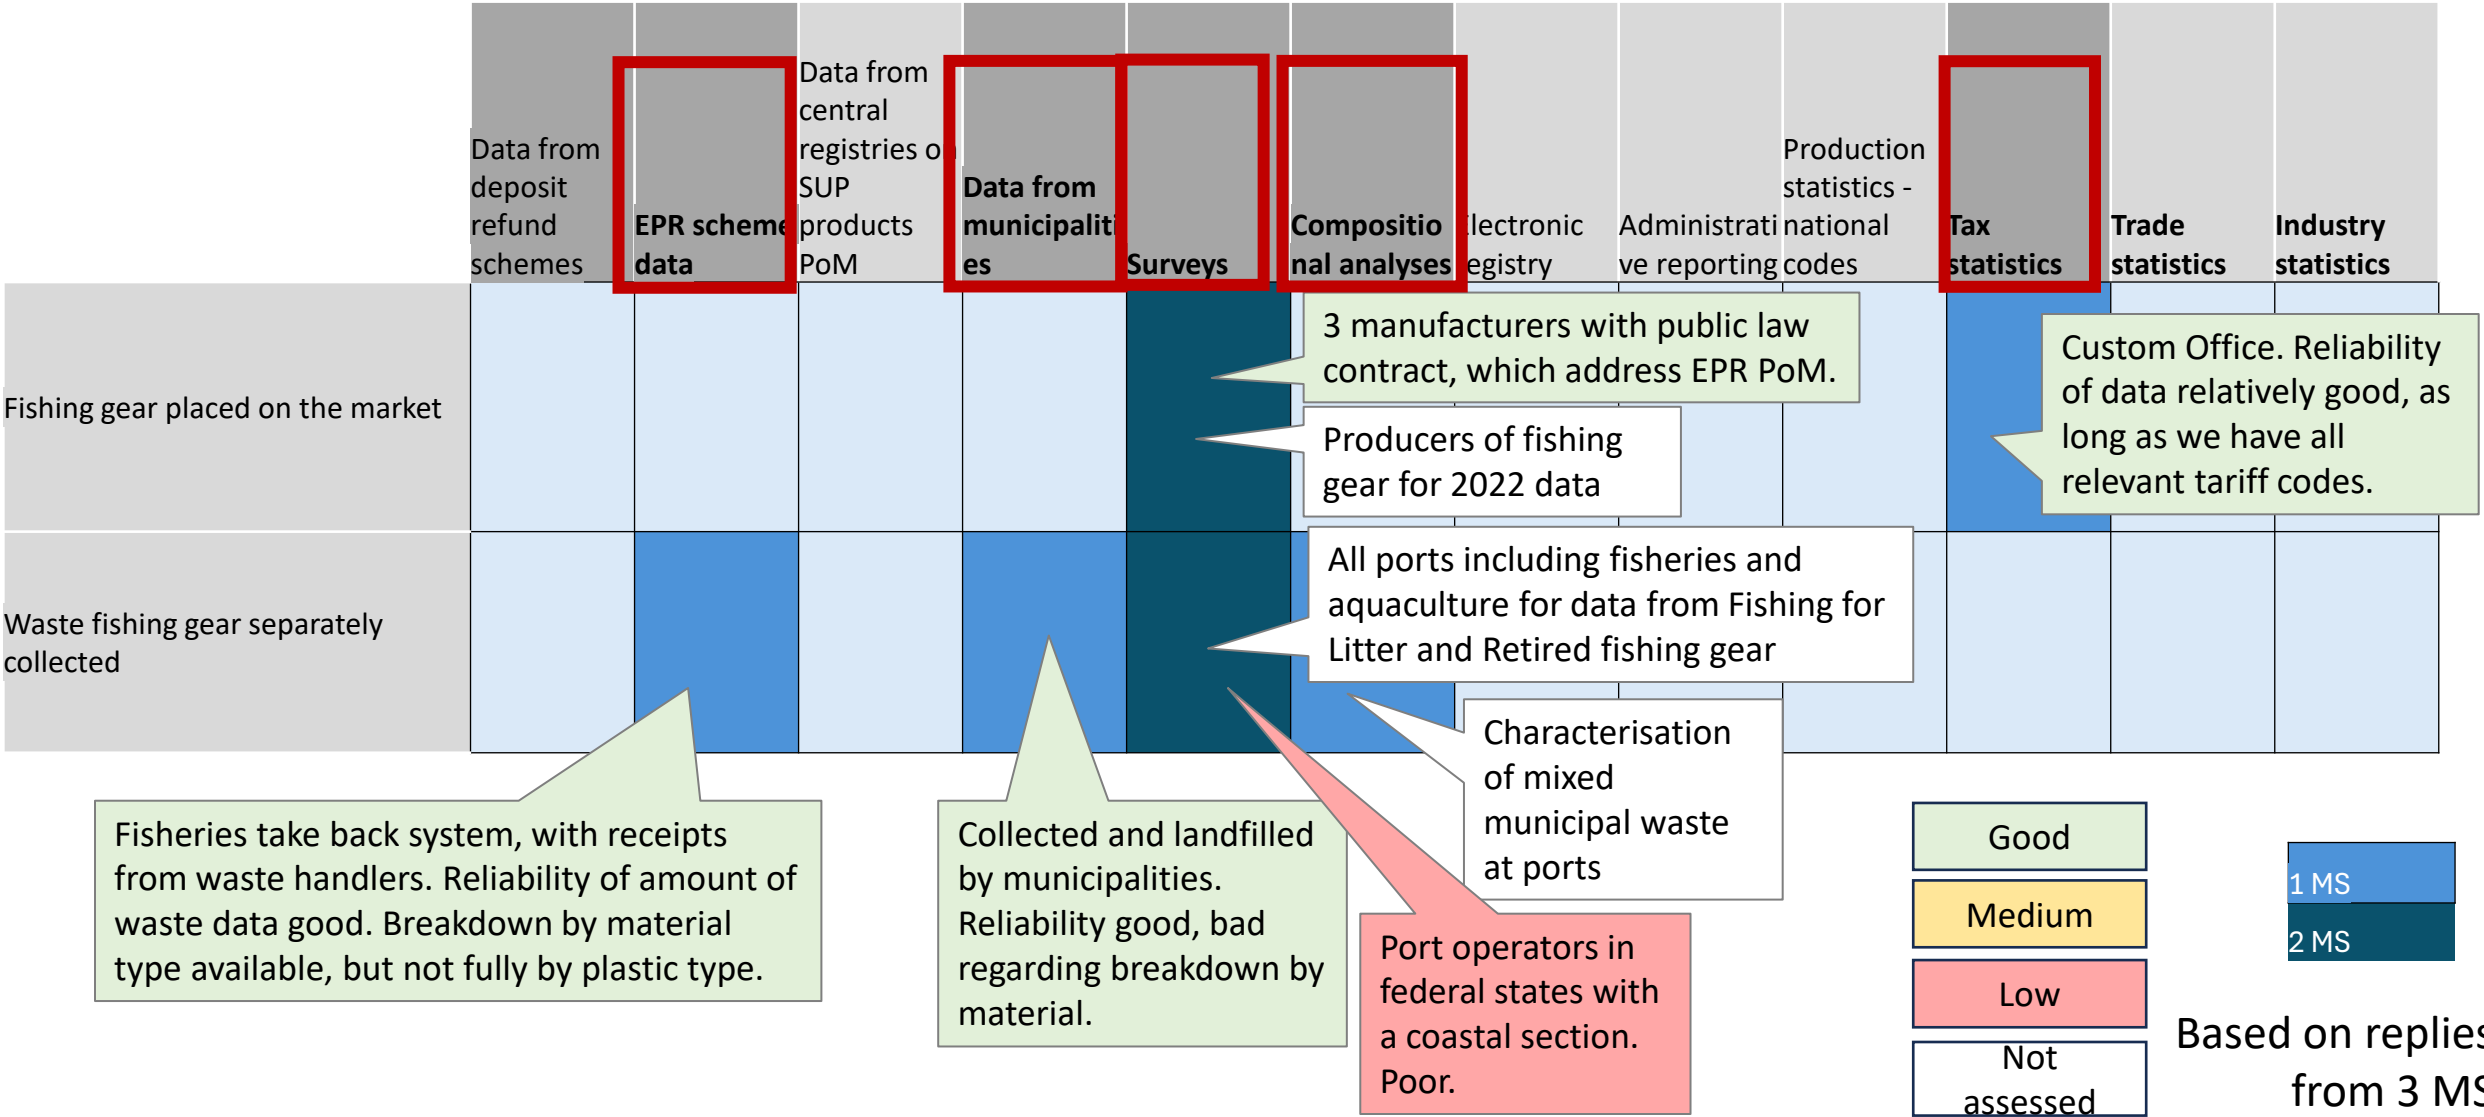 Data from
deposit
refund
schemes
EPR scheme
data
Data from
central
registries on
SUP
products
PoM
Data from
municipaliti
es
Surveys
Compositio
nal analyses
lectronic
egistry
Administrati
ve reporting
Production
statistics -
national
codes
Tax
statistics
Trade
statistics
Industry
statistics
Fishing gear placed on the market
3 manufacturers with public law
contract, which address EPR PoM.
Producers of fishing
gear for 2022 data
Custom Office. Reliability
of data relatively good, as
long as we have all
relevant tariff codes.
Waste fishing gear separately
collected
All ports including fisheries and
aquaculture for data from Fishing for
Litter and Retired fishing gear
Characterisation
of mixed
municipal waste
at ports
Fisheries take back system, with receipts
from waste handlers. Reliability of amount of
waste data good. Breakdown by material
type available, but not fully by plastic type.
Collected and landfilled
by municipalities.
Reliability good, bad
regarding breakdown by
material.
Port operators in
federal states with
a coastal section.
Poor.
Good
Medium
Low
Not
assessed
1 MS
2 MS
Based on replies
from 3 MS